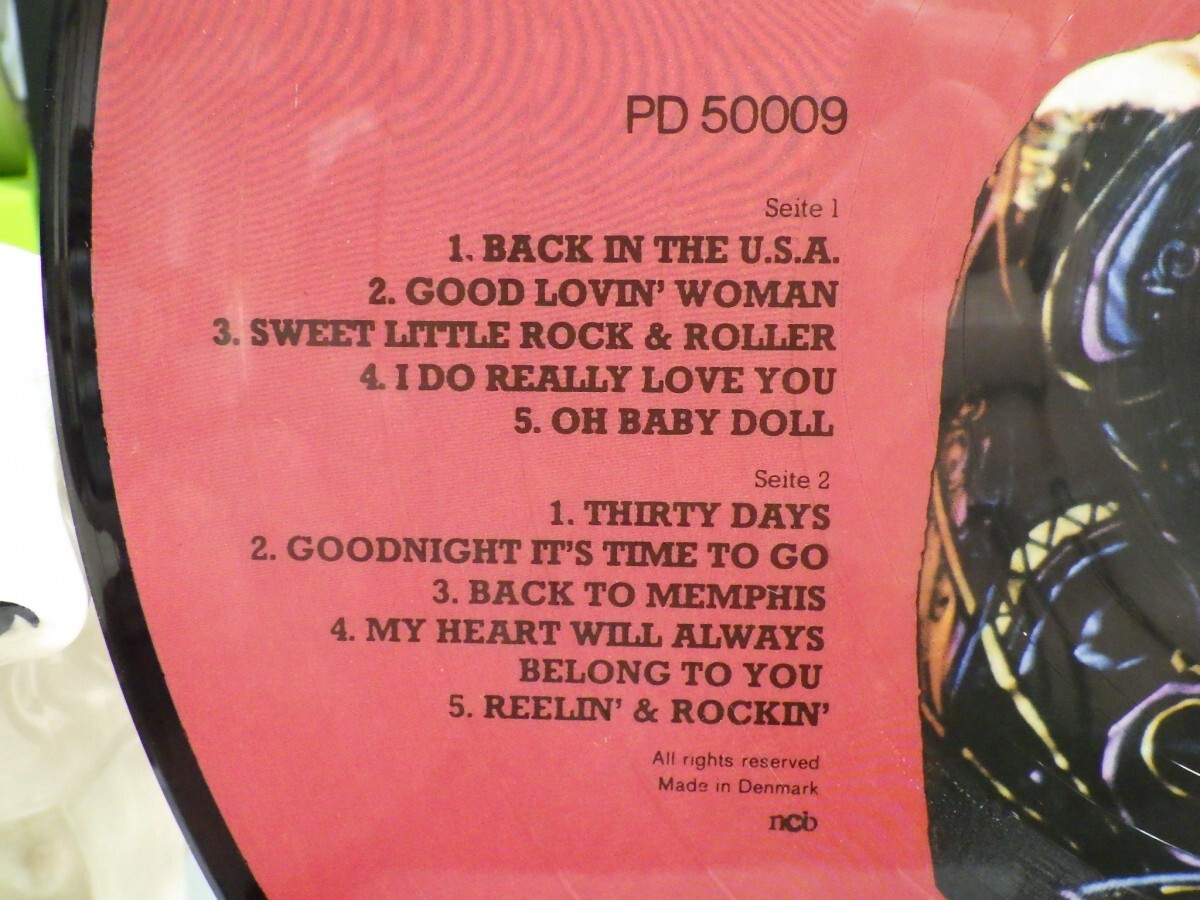 PD 50009
Seite 1
1. BACK IN THE U.S.A.
2. GOOD LOVIN' WOMAN
3. SWEET LITTLE ROCK & ROLLER
4. I DO REALLY LOVE YOU
5. OH BABY DOLL
Seite 2
1. THIRTY DAYS
2. GOODNIGHT IT'S TIME TO GO
3. BACK TO MEMPHIS
4. MY HEART WILL ALWAYS
BELONG TO YOU
5. REELIN' & ROCKIN'
All rights reserved
Made in Denmark
ncb